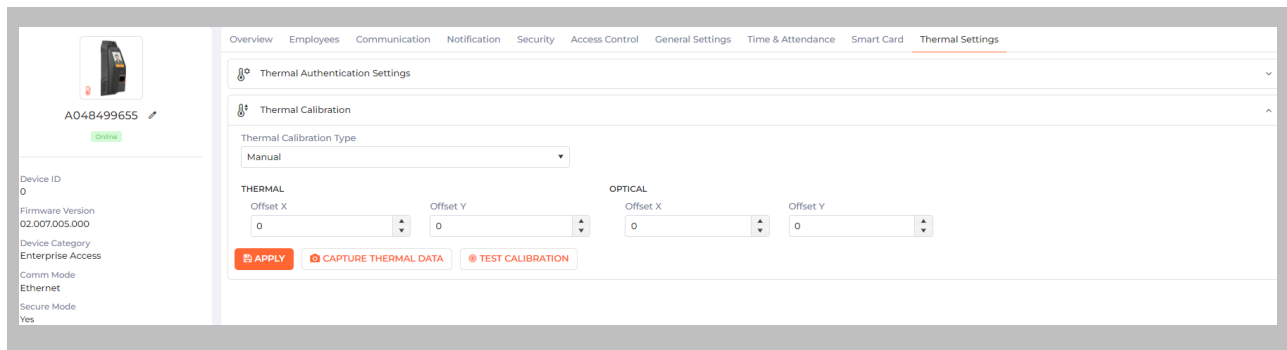 Overview Employees Communication Notification Security Access Control General Settings Time & Attendance Smart Card Thermal Settings
Thermal Authentication Settings
A048499655
Online
Device ID
0
Firmware Version
02.007.005.000
Device Category
Enterprise Access
Comm Mode
Ethernet
Secure Mode
Yes
Thermal Calibration
Thermal Calibration Type
Manual
THERMAL OPTICAL
Offset X Offset Y Offset X Offset Y
0 0 0 0
APPLY CAPTURE THERMAL DATA TEST CALIBRATION